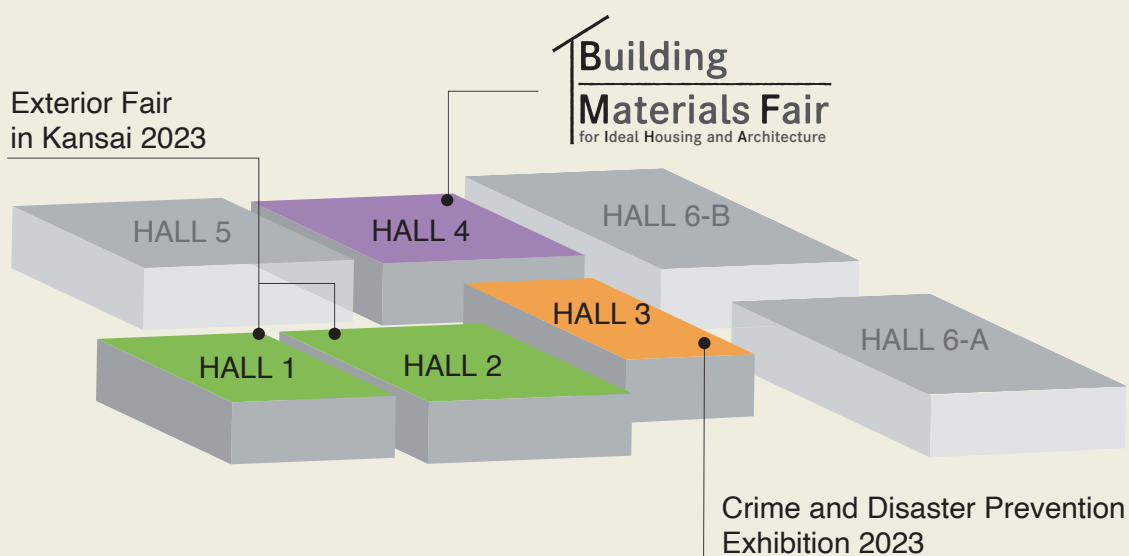 Building
Materials Fair
for Ideal Housing and Architecture
Exterior Fair
in Kansai 2023
HALL 5
HALL 4
HALL 6-B
HALL 3
HALL 6-A
HALL 1
HALL 2
Crime and Disaster Prevention
Exhibition 2023